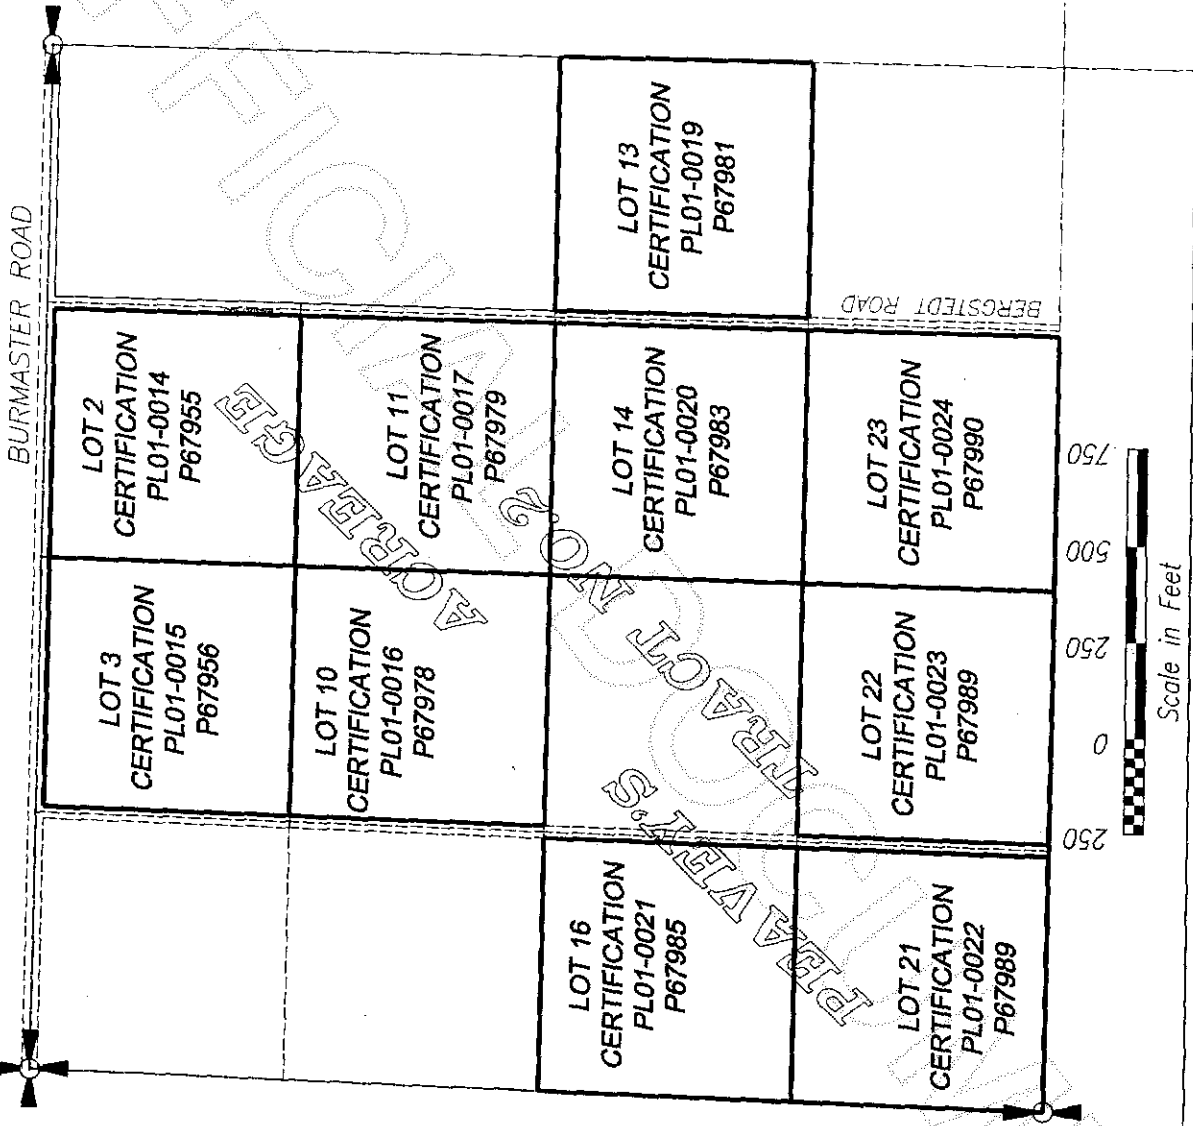 BURMASTER ROAD
LOT 13
CERTIFICATION
PL01-0019
P67981
BERGSTEDT ROAD
LOT 2
CERTIFICATION
PL01-0014
P67955
LOT 11
CERTIFICATION
PL01-0017
P67979
LOT 14
CERTIFICATION
PL01-0020
P67983
LOT 23
CERTIFICATION
PL01-0024
P67990
LOT 3
CERTIFICATION
PL01-0015
P67956
LOT 10
CERTIFICATION
PL01-0016
P67978
LOT 22
CERTIFICATION
PL01-0023
P67989
LOT 16
CERTIFICATION
PL01-0021
P67985
LOT 21
CERTIFICATION
PL01-0022
P67989
PEAVEY'S
ACREAGE
TRACT NO.2
250 0 250 500 750
Scale in Feet